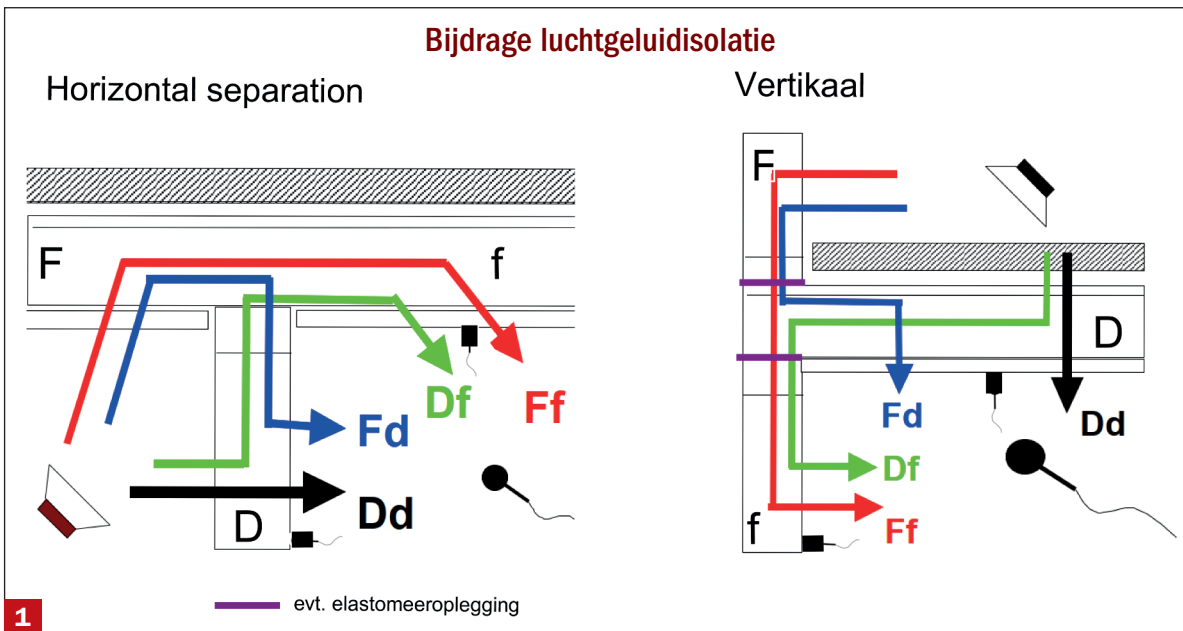 Bijdrage luchtgeluidisolatie
Horizontal separation
F
f
Df
Ff
Fd
Dd
D
Vertikaal
F
D
Fd
Dd
Df
Ff
f
evt. elastomeeroplegging
1